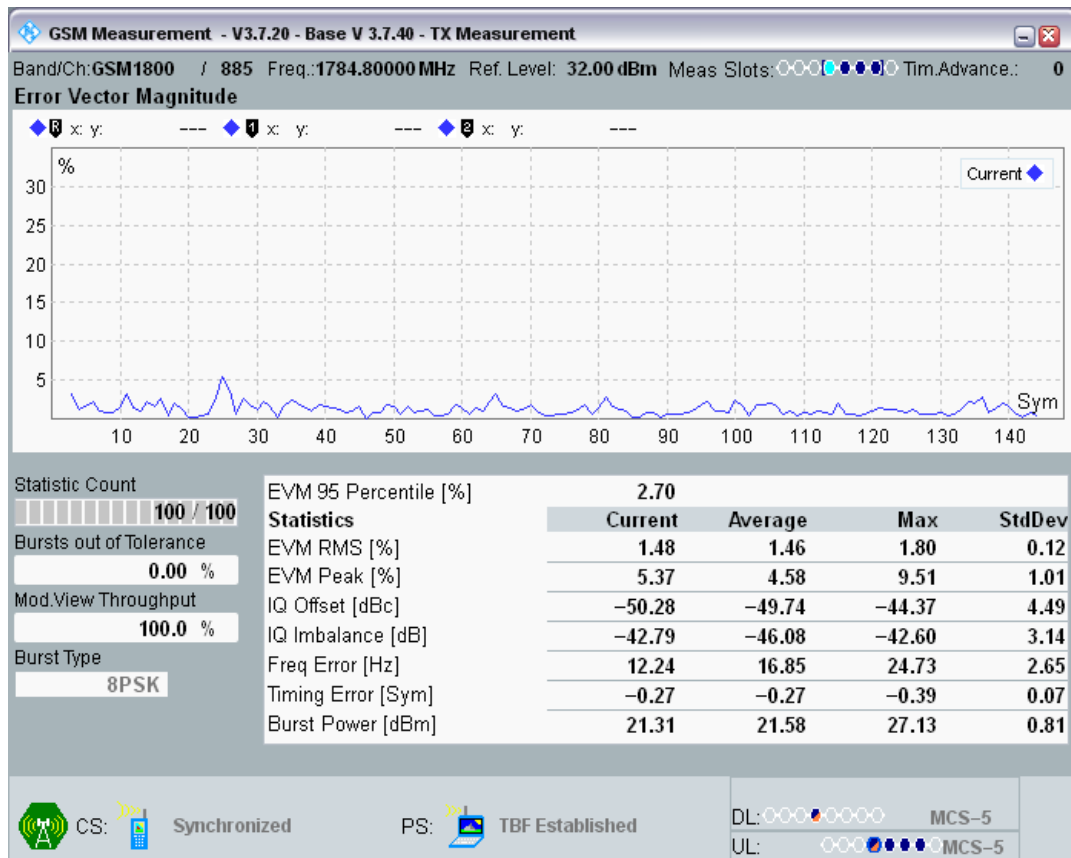 GSM Measurement - V3.7.20 - Base V 3.7.40 - TX Measurement
Band/Ch:GSM1800 / 885 Freq.:1784.80000 MHz Ref. Level: 32.00 dBm Meas Slots: Tim.Advance.: 0
Error Vector Magnitude
R x: y: --- 1 x: y: --- 2 x: y: ---
%
Current
30
25
20
15
10
5
Sym
10 20 30 40 50 60 70 80 90 100 110 120 130 140
Statistic Count
100 / 100
Bursts out of Tolerance
0.00 %
Mod.View Throughput
100.0 %
Burst Type
8PSK
EVM 95 Percentile [%] 2.70
Statistics Current Average Max StdDev
EVM RMS [%] 1.48 1.46 1.80 0.12
EVM Peak [%] 5.37 4.58 9.51 1.01
IQ Offset [dBc] −50.28 −49.74 −44.37 4.49
IQ Imbalance [dB] −42.79 −46.08 −42.60 3.14
Freq Error [Hz] 12.24 16.85 24.73 2.65
Timing Error [Sym] −0.27 −0.27 −0.39 0.07
Burst Power [dBm] 21.31 21.58 27.13 0.81
CS: Synchronized PS: TBF Established
DL: MCS−5
UL: MCS−5